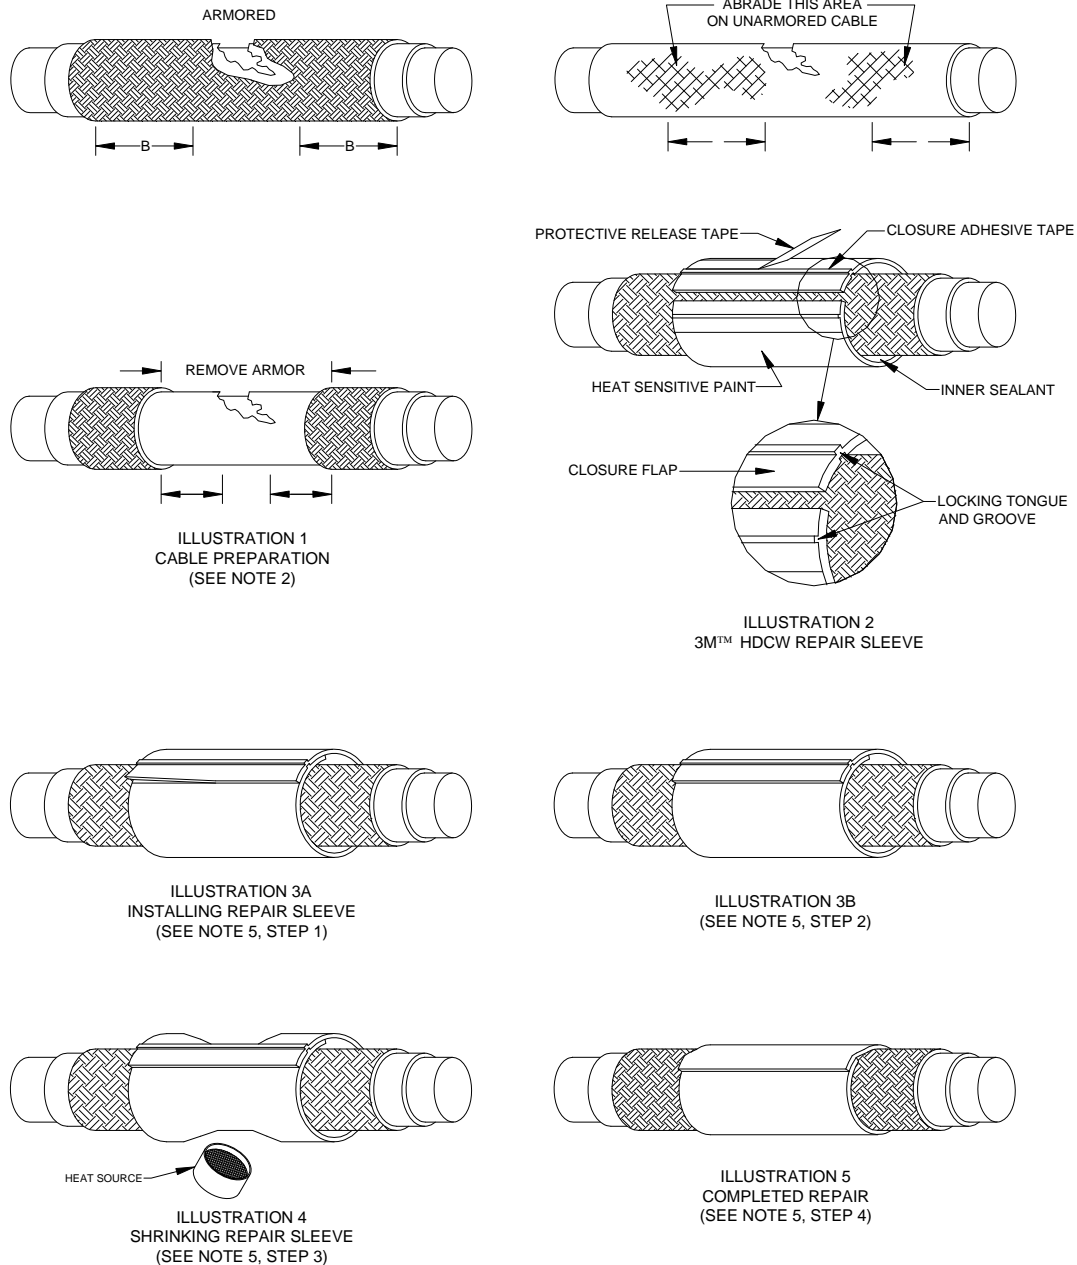 ARMORED
ABRADE THIS AREA
ON UNARMORED CABLE
B
B
PROTECTIVE RELEASE TAPE
CLOSURE ADHESIVE TAPE
HEAT SENSITIVE PAINT
INNER SEALANT
REMOVE ARMOR
CLOSURE FLAP
LOCKING TONGUE
AND GROOVE
ILLUSTRATION 1
CABLE PREPARATION
(SEE NOTE 2)
ILLUSTRATION 2
3M™ HDCW REPAIR SLEEVE
ILLUSTRATION 3A
INSTALLING REPAIR SLEEVE
(SEE NOTE 5, STEP 1)
ILLUSTRATION 3B
(SEE NOTE 5, STEP 2)
HEAT SOURCE
ILLUSTRATION 4
SHRINKING REPAIR SLEEVE
(SEE NOTE 5, STEP 3)
ILLUSTRATION 5
COMPLETED REPAIR
(SEE NOTE 5, STEP 4)